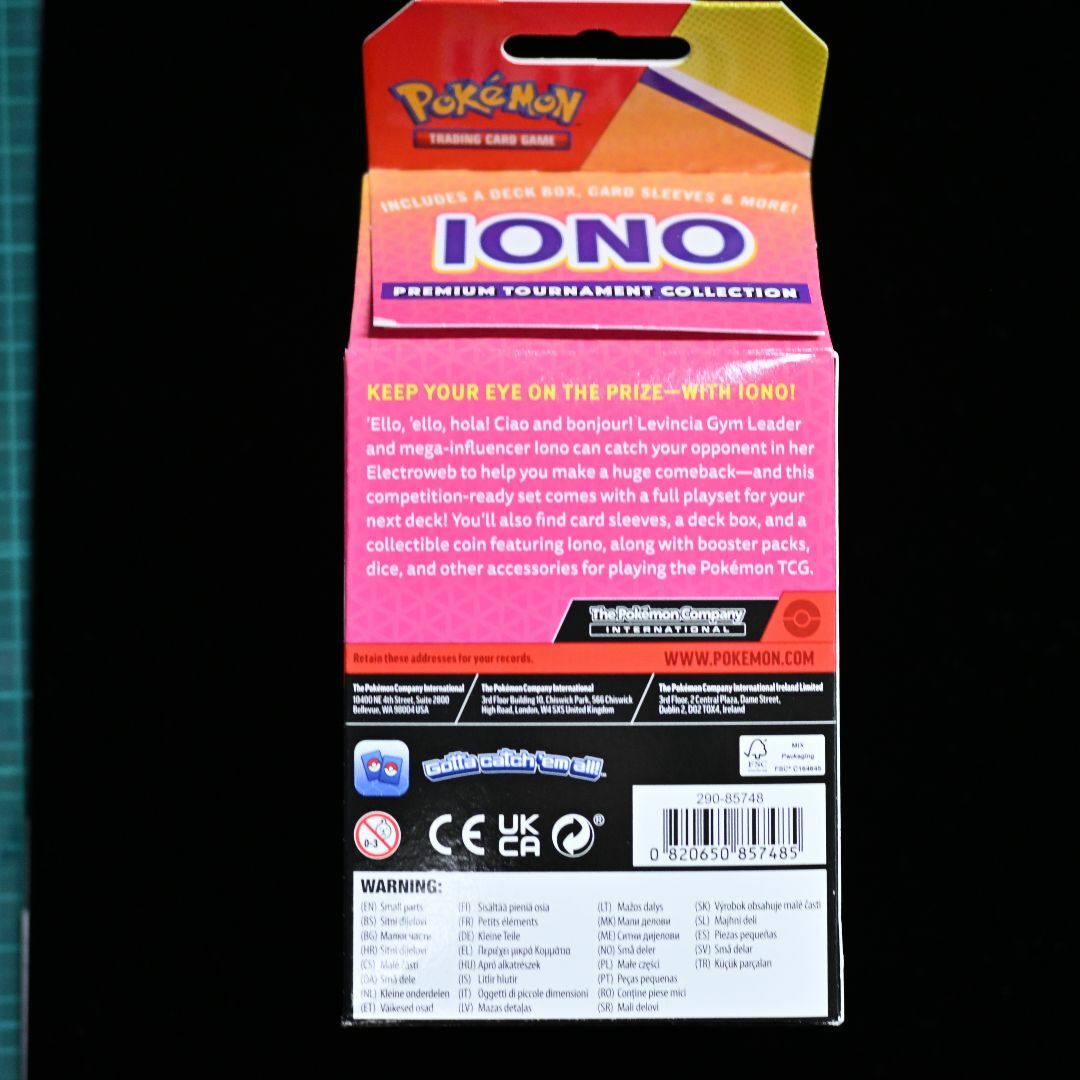 POKéMON
TRADING CARD GAME
INCLUDES A DECK BOX, CARD SLEEVES & MORE!
IONO
PREMIUM TOURNAMENT COLLECTION
KEEP YOUR EYE ON THE PRIZE—WITH IONO!
'Ello, 'ello, hola! Ciao and bonjour! Levincia Gym Leader
and mega-influencer Iono can catch your opponent in her
Electroweb to help you make a huge comeback—and this
competition-ready set comes with a full playset for your
next deck! You'll also find card sleeves, a deck box, and a
collectible coin featuring Iono, along with booster packs,
dice, and other accessories for playing the Pokémon TCG.
The Pokémon Company
INTERNATIONAL
Retain these addresses for your records.
WWW.POKEMON.COM
The Pokémon Company International
10400 NE 4th Street, Suite 2800
Bellevue, WA 98004 USA
The Pokémon Company International
3rd Floor Building 10, Chiswick Park, 566 Chiswick
High Road, London, W4 5XS United Kingdom
The Pokémon Company International Ireland Limited
3rd Floor, 2 Central Plaza, Dame Street,
Dublin 2, D02 T0X4, Ireland
Gotta catch 'em all!™
FSC
MIX
Packaging
FSC® C164645
0-3
CE
UK
CA
®
290-85748
0 820650 857485
WARNING:
(EN) Small parts
(BS) Sitni dijelovi
(BG) Малки части
(HR) Sitni dijelovi
(CS) Malé části
(DA) Små dele
(NL) Kleine onderdelen
(ET) Väikesed osad
(FI) Sisältää pieniä osia
(FR) Petits éléments
(DE) Kleine Teile
(EL) Περιέχει μικρά Κομμάτια
(HU) Apró alkatrészek
(IS) Litlir hlutir
(IT) Oggetti di piccole dimensioni
(LV) Mazas detaļas
(LT) Mažos dalys
(MK) Мали делови
(ME) Ситни дијелови
(NO) Små deler
(PL) Małe części
(PT) Peças pequenas
(RO) Conține piese mici
(SR) Mali delovi
(SK) Výrobok obsahuje malé časti
(SL) Majhni deli
(ES) Piezas pequeñas
(SV) Små delar
(TR) Küçük parçaları